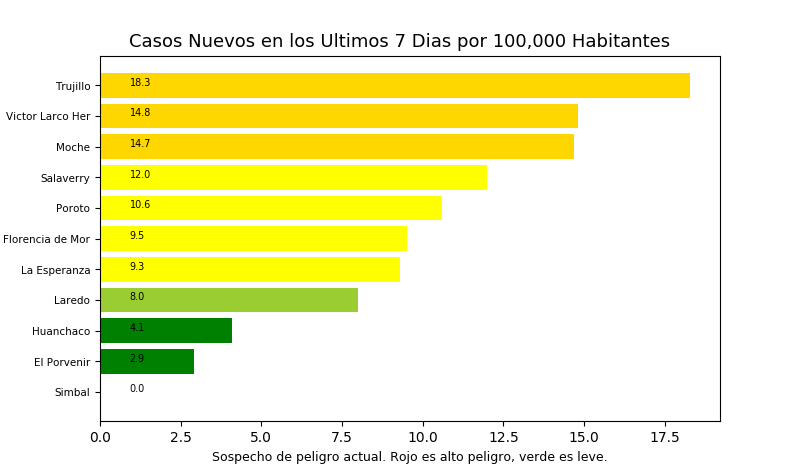 Casos Nuevos en los Ultimos 7 Dias por 100,000 Habitantes
Trujillo 18.3
Victor Larco Her 14.8
Moche 14.7
Salaverry 12.0
Poroto 10.6
Florencia de Mor 9.5
La Esperanza 9.3
Laredo 8.0
Huanchaco 4.1
El Porvenir 2.9
Simbal 0.0
0.0 2.5 5.0 7.5 10.0 12.5 15.0 17.5
Sospecho de peligro actual. Rojo es alto peligro, verde es leve.